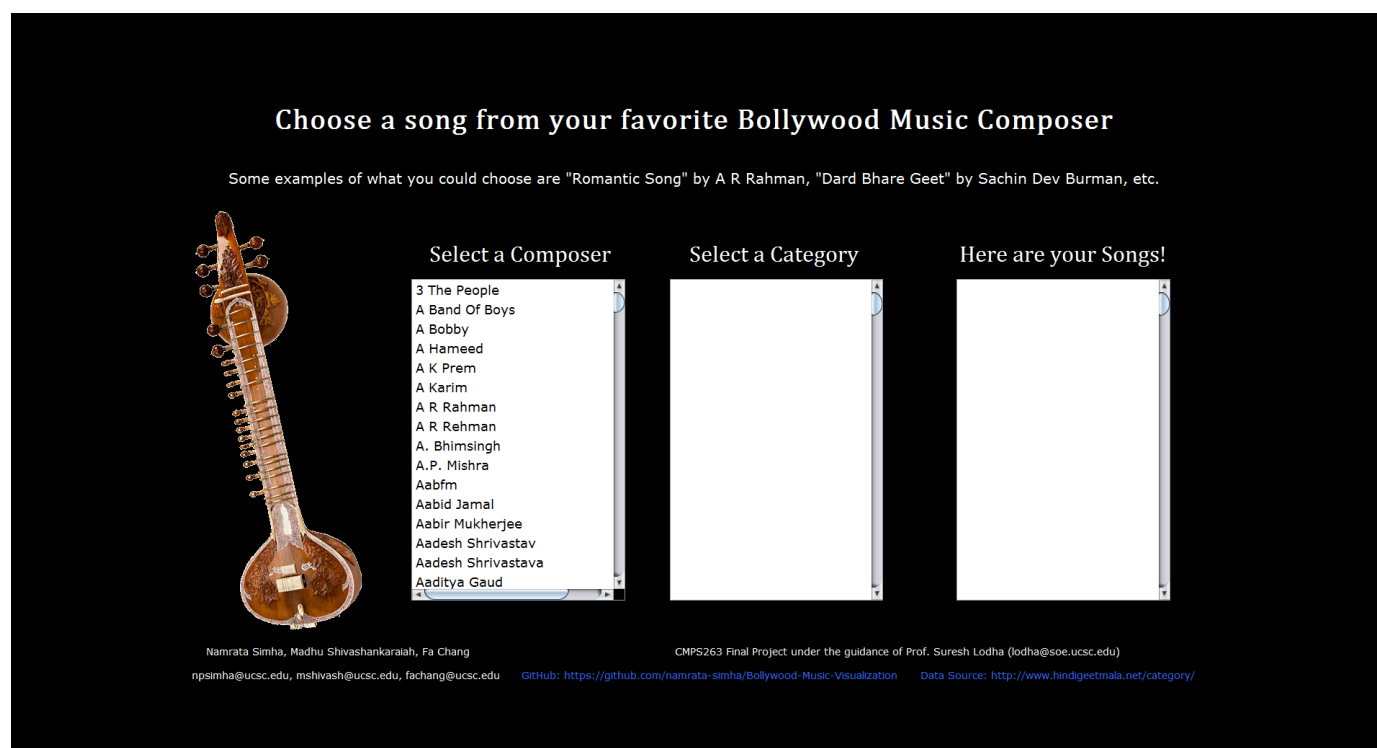 Choose a song from your favorite Bollywood Music Composer
Some examples of what you could choose are "Romantic Song" by A R Rahman, "Dard Bhare Geet" by Sachin Dev Burman, etc.
Select a Composer
3 The People
A Band Of Boys
A Bobby
A Hameed
A K Prem
A Karim
A R Rahman
A R Rehman
A. Bhimsingh
A.P. Mishra
Aabfm
Aabid Jamal
Aabir Mukherjee
Aadesh Shrivastav
Aadesh Shrivastava
Aaditya Gaud
Select a Category
Here are your Songs!
Namrata Simha, Madhu Shivashankaraiah, Fa Chang
CMPS263 Final Project under the guidance of Prof. Suresh Lodha (lodha@soe.ucsc.edu)
npsimha@ucsc.edu, mshivash@ucsc.edu, fachang@ucsc.edu
GitHub: https://github.com/namrata-simha/Bollywood-Music-Visualization
Data Source: http://www.hindigeetmala.net/category/